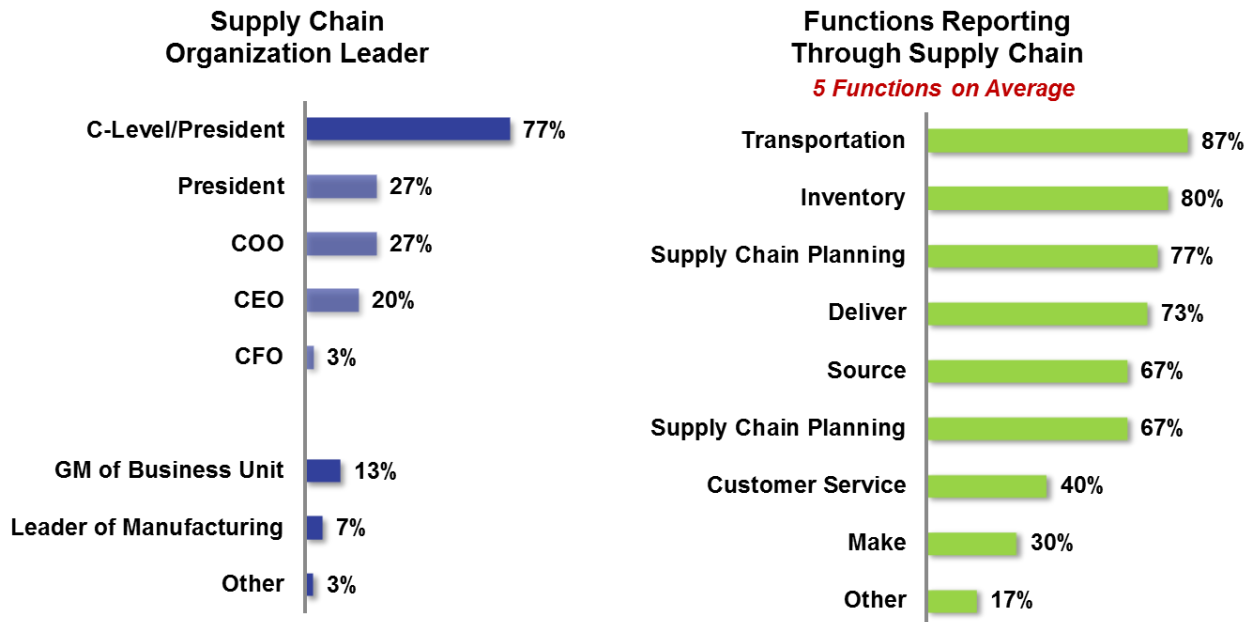 Supply Chain
Organization Leader
C-Level/President 77%
President 27%
COO 27%
CEO 20%
CFO 3%
GM of Business Unit 13%
Leader of Manufacturing 7%
Other 3%
Functions Reporting
Through Supply Chain
5 Functions on Average
Transportation 87%
Inventory 80%
Supply Chain Planning 77%
Deliver 73%
Source 67%
Supply Chain Planning 67%
Customer Service 40%
Make 30%
Other 17%